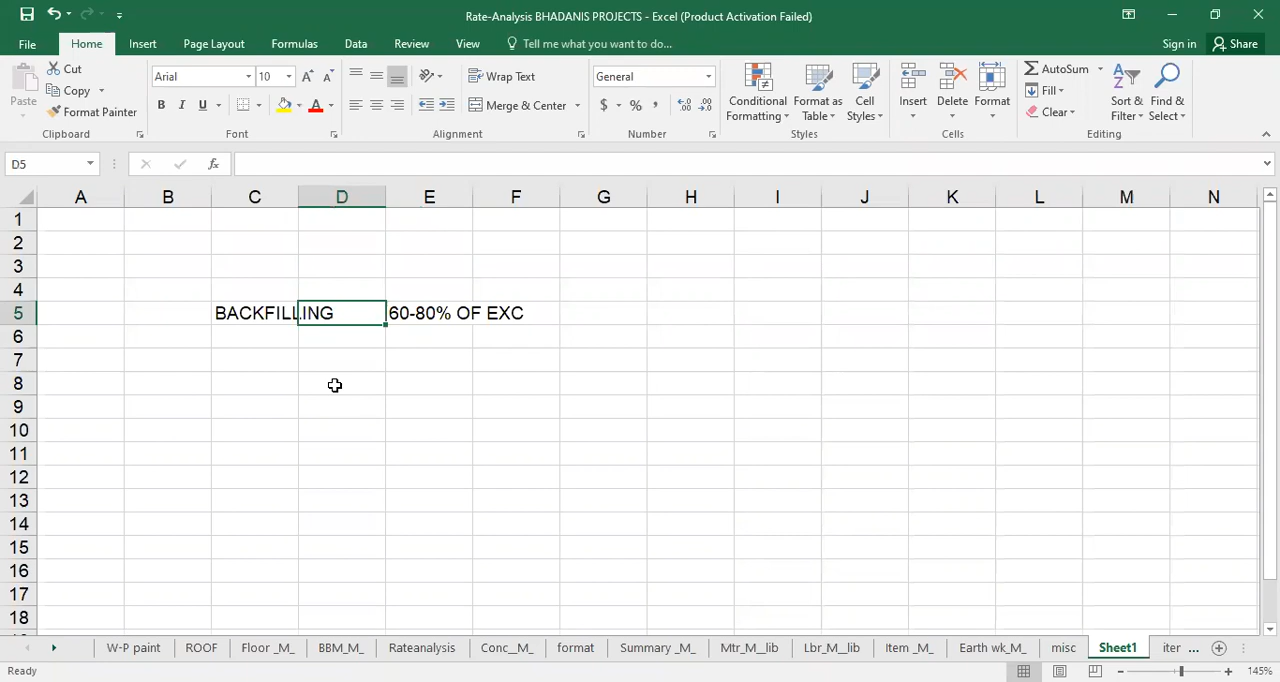 Rate-Analysis BHADANIS PROJECTS - Excel (Product Activation Failed)
File Home Insert Page Layout Formulas Data Review View Tell me what you want to do... Sign in Share
Paste
Cut
Copy
Format Painter
Clipboard
Arial 10
B I U
Font
Wrap Text
Merge & Center
Alignment
General
$ % ,
Number
Conditional Formatting
Format as Table
Cell Styles
Styles
Insert Delete Format
Cells
AutoSum
Fill
Clear
Sort & Filter
Find & Select
Editing
D5 fx
A B C D E F G H I J K L M N
1
2
3
4
5 BACKFILLING 60-80% OF EXC
6
7
8
9
10
11
12
13
14
15
16
17
18
W-P paint ROOF Floor _M_ BBM_M_ Rateanalysis Conc__M_ format Summary _M_ Mtr_M__lib Lbr_M__lib Item _M_ Earth wk_M_ misc Sheet1 iter ...
Ready 145%